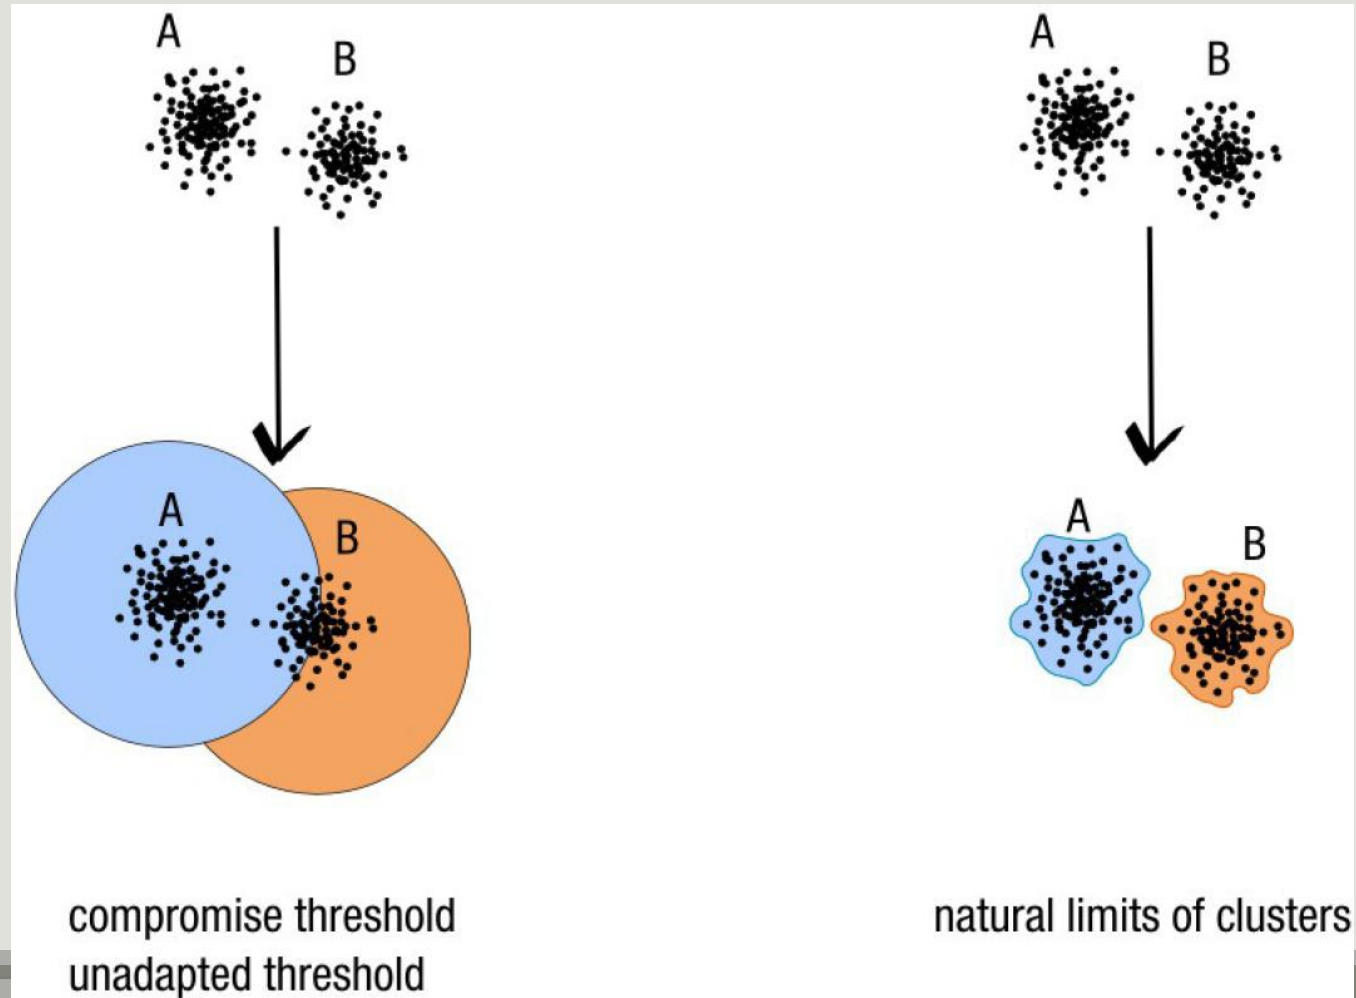 A
B
A
B
A
B
A
B
compromise threshold
unadapted threshold
natural limits of clusters